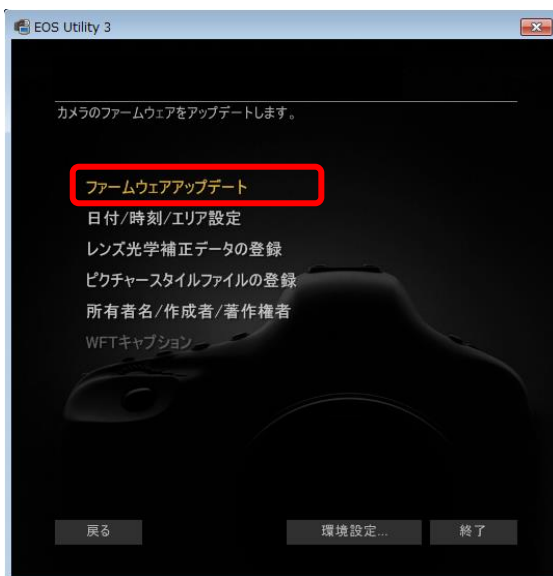 EOS Utility 3
カメラのファームウェアをアップデートします。
ファームウェアアップデート
日付/時刻/エリア設定
レンズ光学補正データの登録
ピクチャースタイルファイルの登録
所有者名/作成者/著作権者
WFTキャプション
戻る
環境設定...
終了